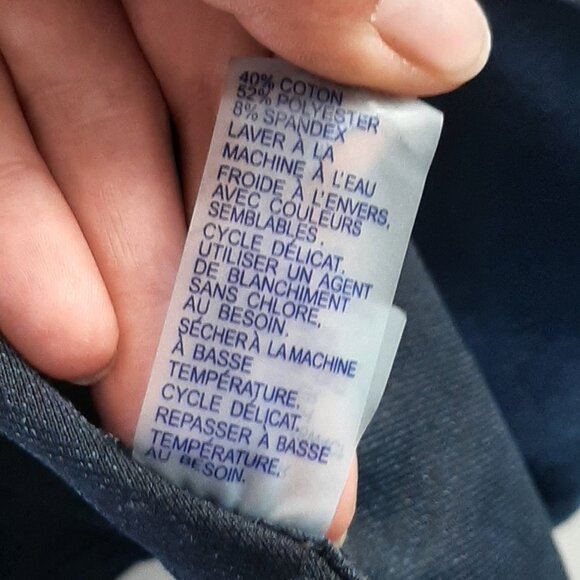 40% COTON
52% POLYESTER
8% SPANDEX
LAVER À LA
MACHINE À L'EAU
FROIDE À L'ENVERS,
AVEC COULEURS
SEMBLABLES.
CYCLE DÉLICAT.
UTILISER UN AGENT
DE BLANCHIMENT
SANS CHLORE,
AU BESOIN.
SÉCHER À LA MACHINE
À BASSE
TEMPÉRATURE.
CYCLE DÉLICAT.
REPASSER À BASSE
TEMPÉRATURE,
AU BESOIN.